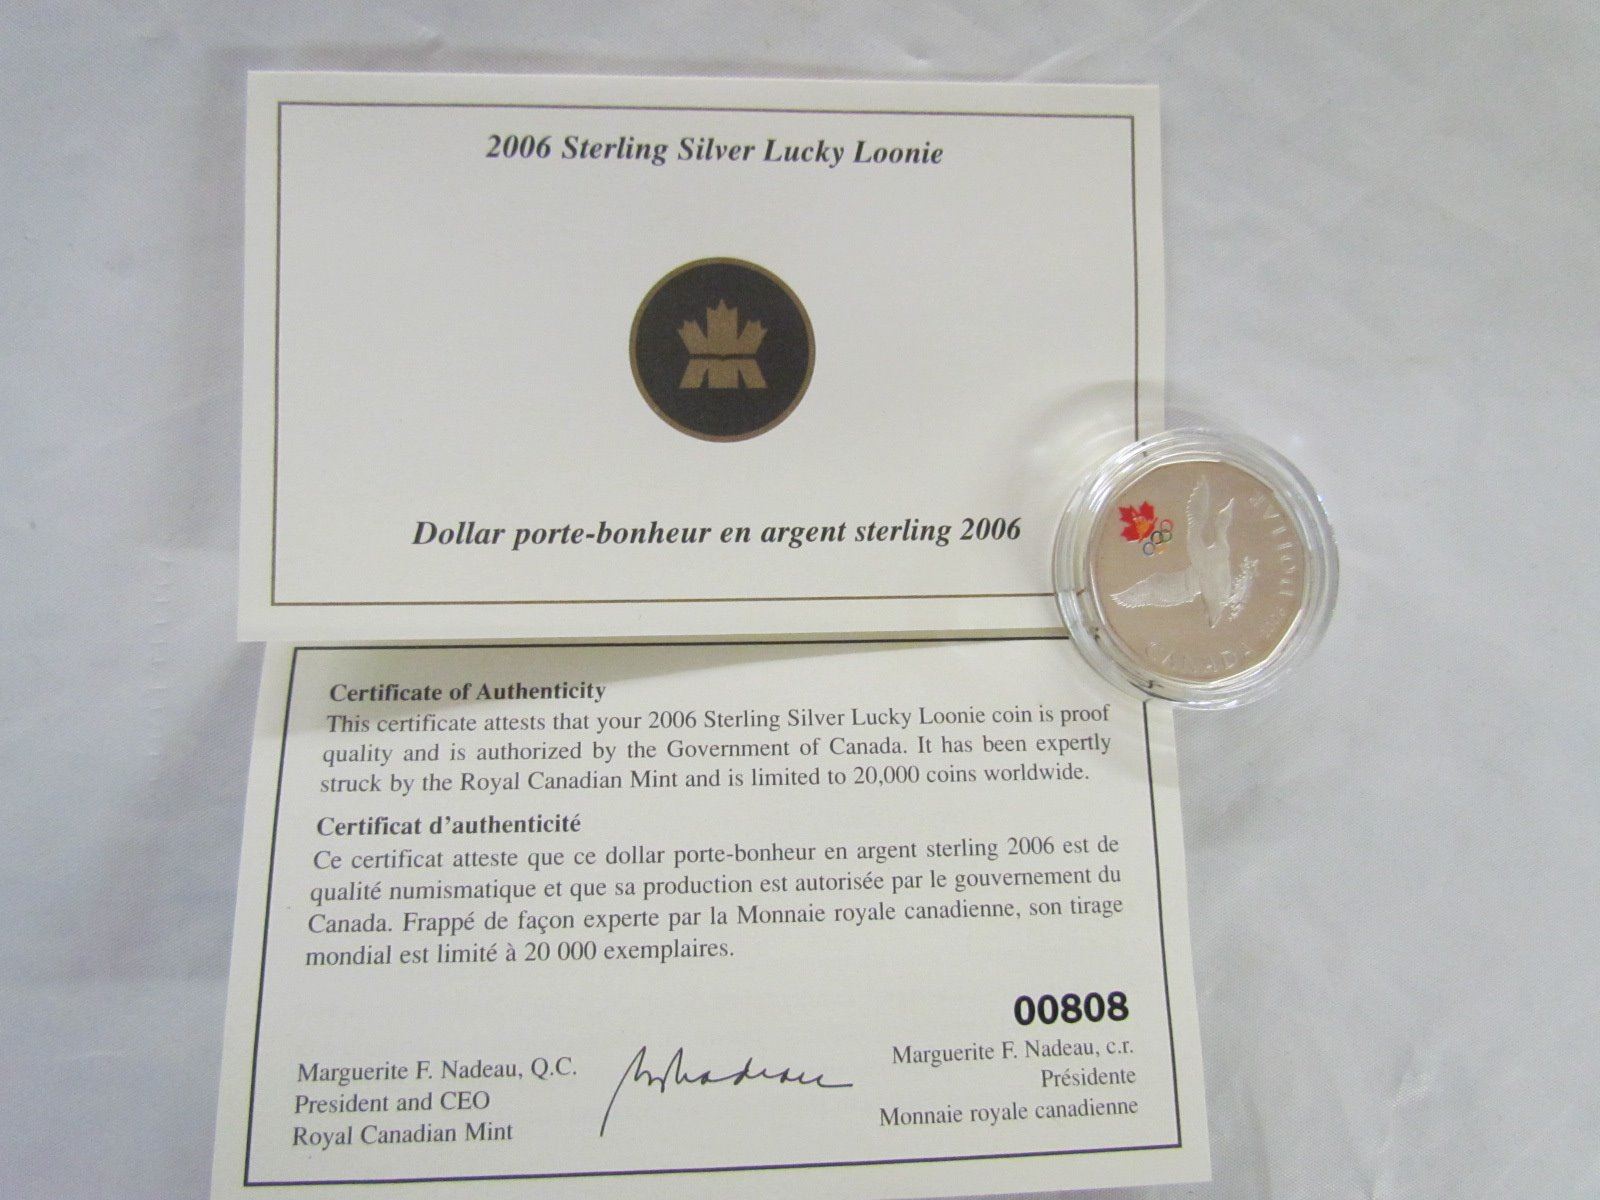 2006 Sterling Silver Lucky Loonie
Dollar porte-bonheur en argent sterling 2006
CANADA
2006
Certificate of Authenticity
This certificate attests that your 2006 Sterling Silver Lucky Loonie coin is proof
quality and is authorized by the Government of Canada. It has been expertly
struck by the Royal Canadian Mint and is limited to 20,000 coins worldwide.
Certificat d'authenticité
Ce certificat atteste que ce dollar porte-bonheur en argent sterling 2006 est de
qualité numismatique et que sa production est autorisée par le gouvernement du
Canada. Frappé de façon experte par la Monnaie royale canadienne, son tirage
mondial est limité à 20 000 exemplaires.
00808
Marguerite F. Nadeau, Q.C.
President and CEO
Royal Canadian Mint
Marguerite F. Nadeau, c.r.
Présidente
Monnaie royale canadienne